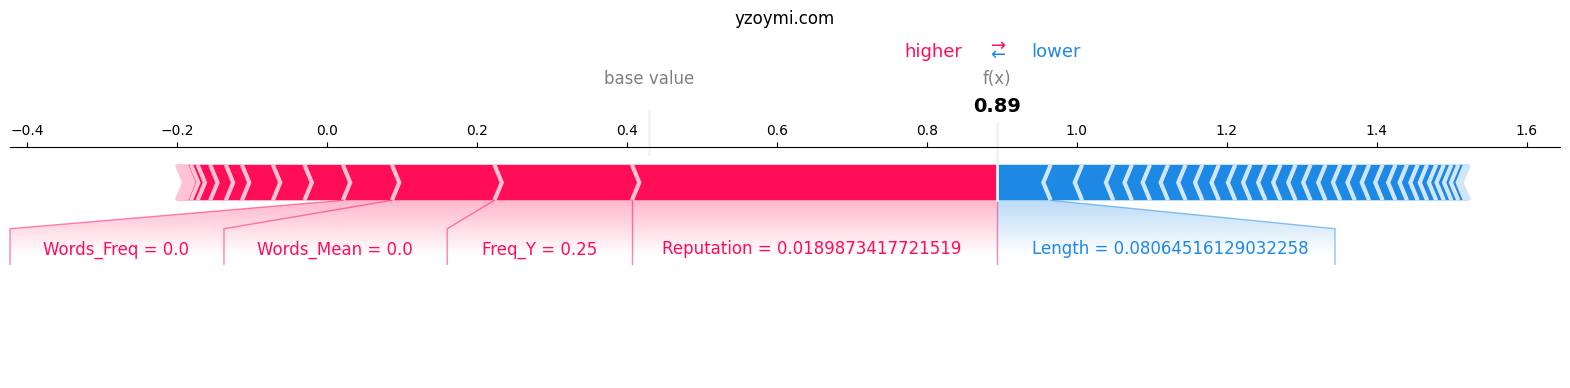 yzoymi.com
higher ⇄ lower
base value f(x)
0.89
−0.4 −0.2 0.0 0.2 0.4 0.6 0.8 1.0 1.2 1.4 1.6
Words_Freq = 0.0 Words_Mean = 0.0 Freq_Y = 0.25 Reputation = 0.0189873417721519 Length = 0.08064516129032258